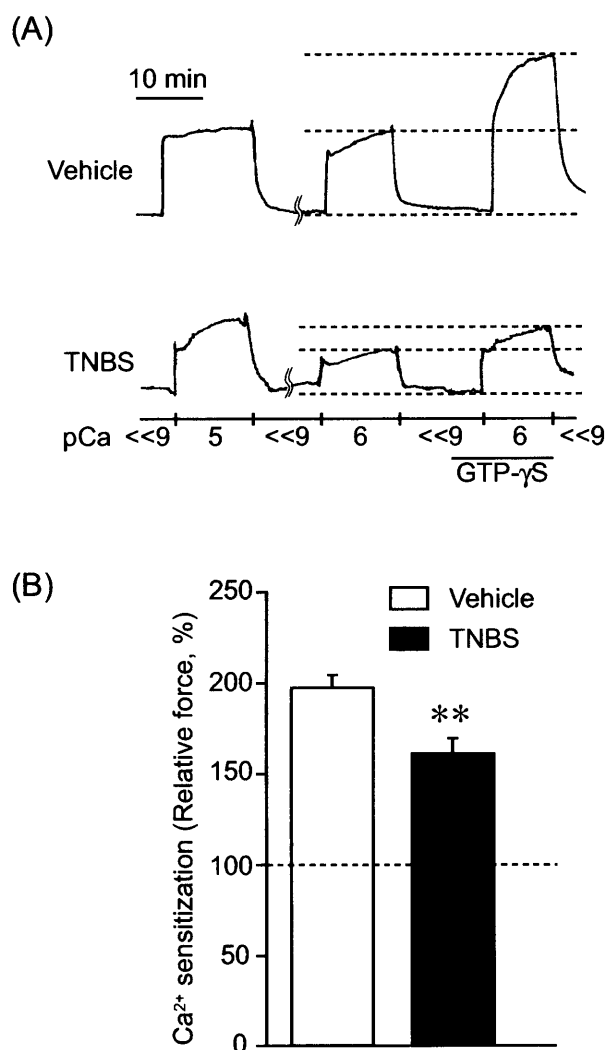 (A)
10 min
Vehicle
TNBS
pCa <<9 5 <<9 6 <<9 6 <<9
GTP-γS
(B)
250
200
150
100
50
0
Ca²⁺ sensitization (Relative force, %)
Vehicle
TNBS
**